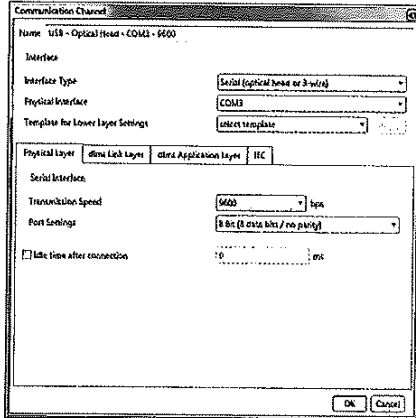 Communication Channel
Name USB - Optical Head - COM3 - 9600
Interface
Interface Type Serial (optical head or 3-wire)
Physical Interface COM3
Template for Lower Layer Settings select template
Physical Layer dlms Link Layer dlms Application Layer IEC
Serial Interface
Transmission Speed 9600 bps
Port Settings 8 Bit (8 data bits / no parity)
Idle time after connection 0 ms
OK Cancel